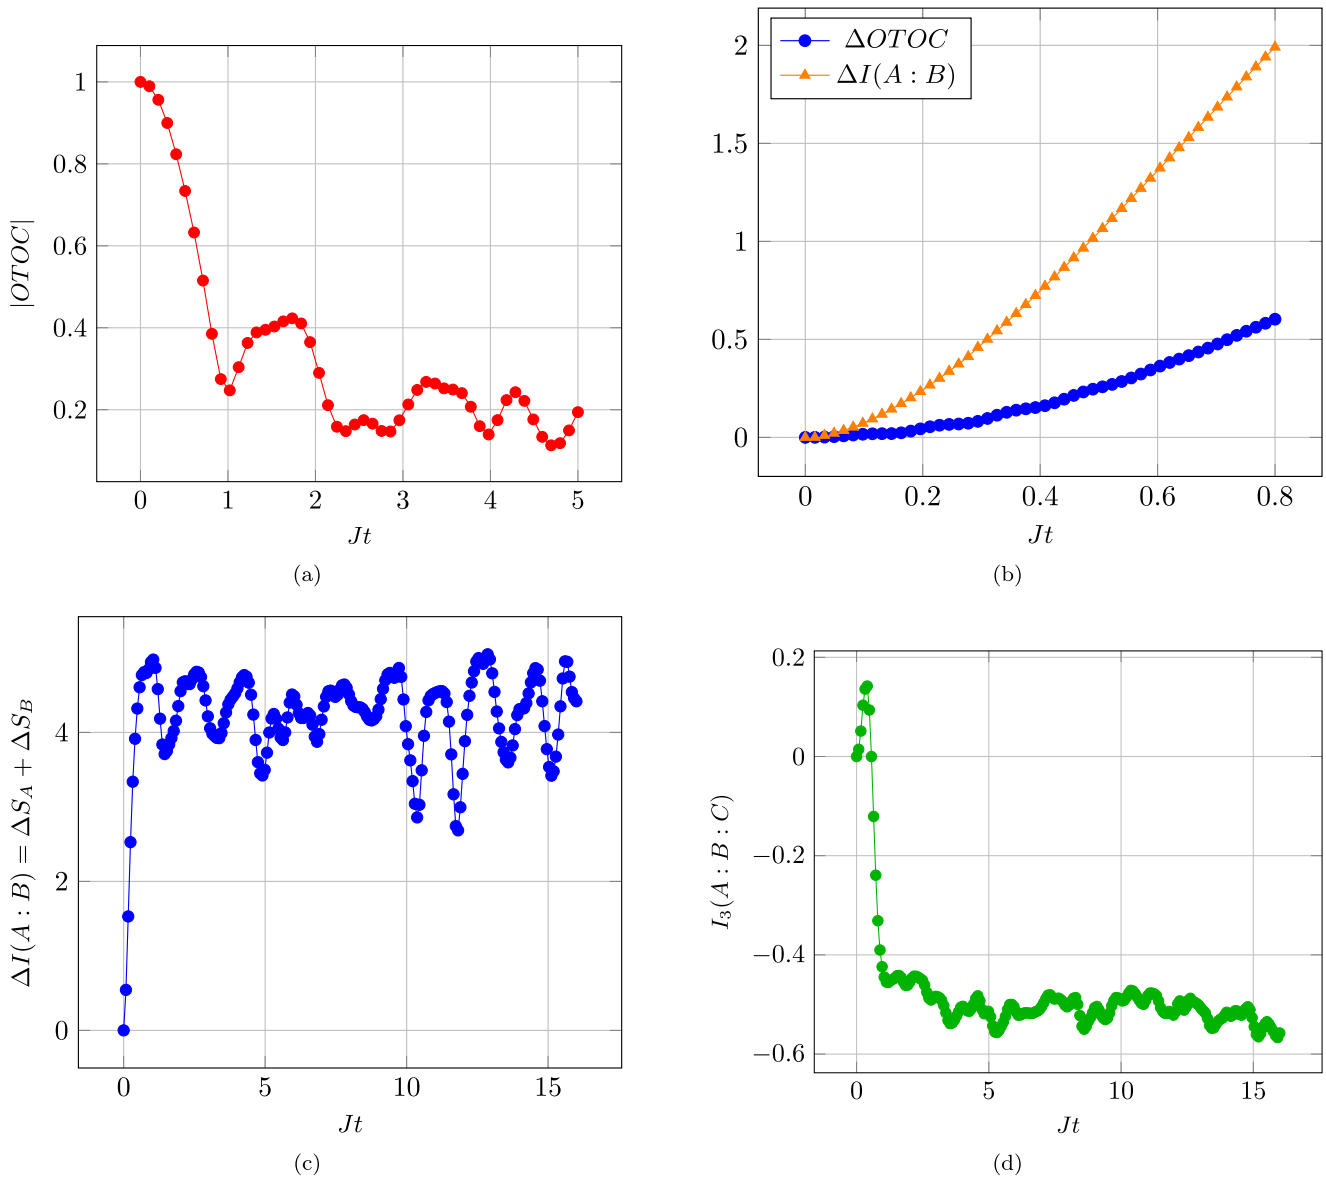 1
0.8
0.6
0.4
0.2
|OTOC|
0 1 2 3 4 5
Jt
(a)
ΔOTOC
ΔI(A : B)
2
1.5
1
0.5
0
0 0.2 0.4 0.6 0.8
Jt
(b)
4
2
0
ΔI(A : B) = ΔS_A + ΔS_B
0 5 10 15
Jt
(c)
0.2
0
−0.2
−0.4
−0.6
I_3(A : B : C)
0 5 10 15
Jt
(d)